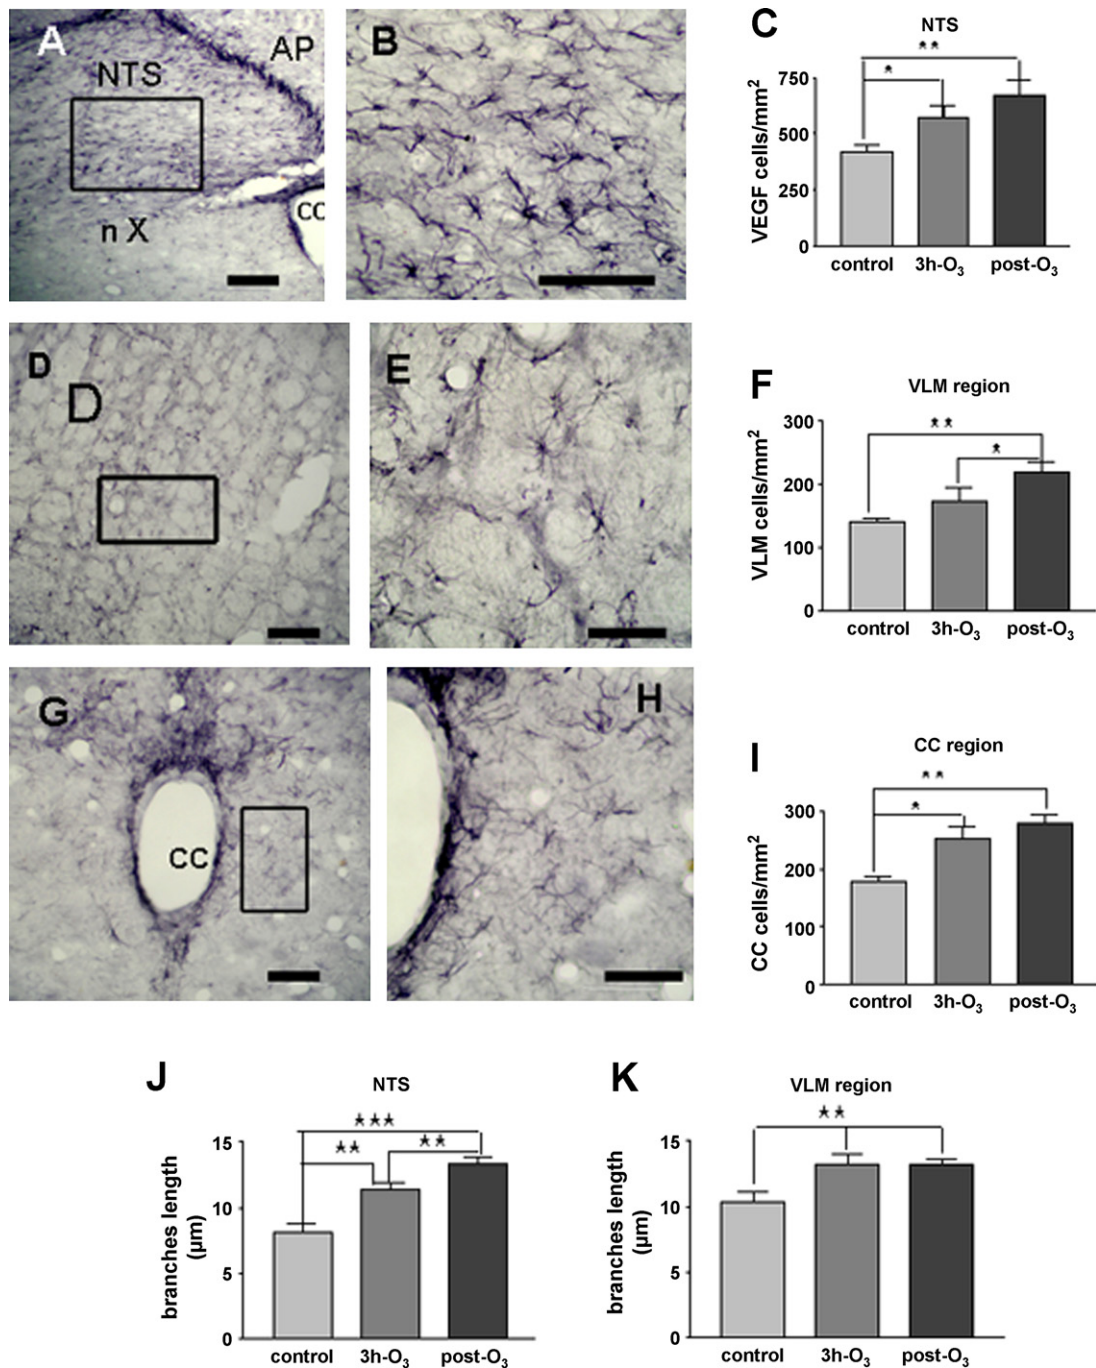 A
AP
NTS
n X
CC
B
C
NTS
**
*
VEGF cells/mm²
750
500
250
0
control 3h-O₃ post-O₃
D
D
E
F
VLM region
**
*
VLM cells/mm²
300
200
100
0
control 3h-O₃ post-O₃
G
CC
H
I
CC region
**
*
CC cells/mm²
300
200
100
0
control 3h-O₃ post-O₃
J
NTS
***
** **
branches length
(µm)
15
10
5
0
control 3h-O₃ post-O₃
K
VLM region
**
branches length
(µm)
15
10
5
0
control 3h-O₃ post-O₃